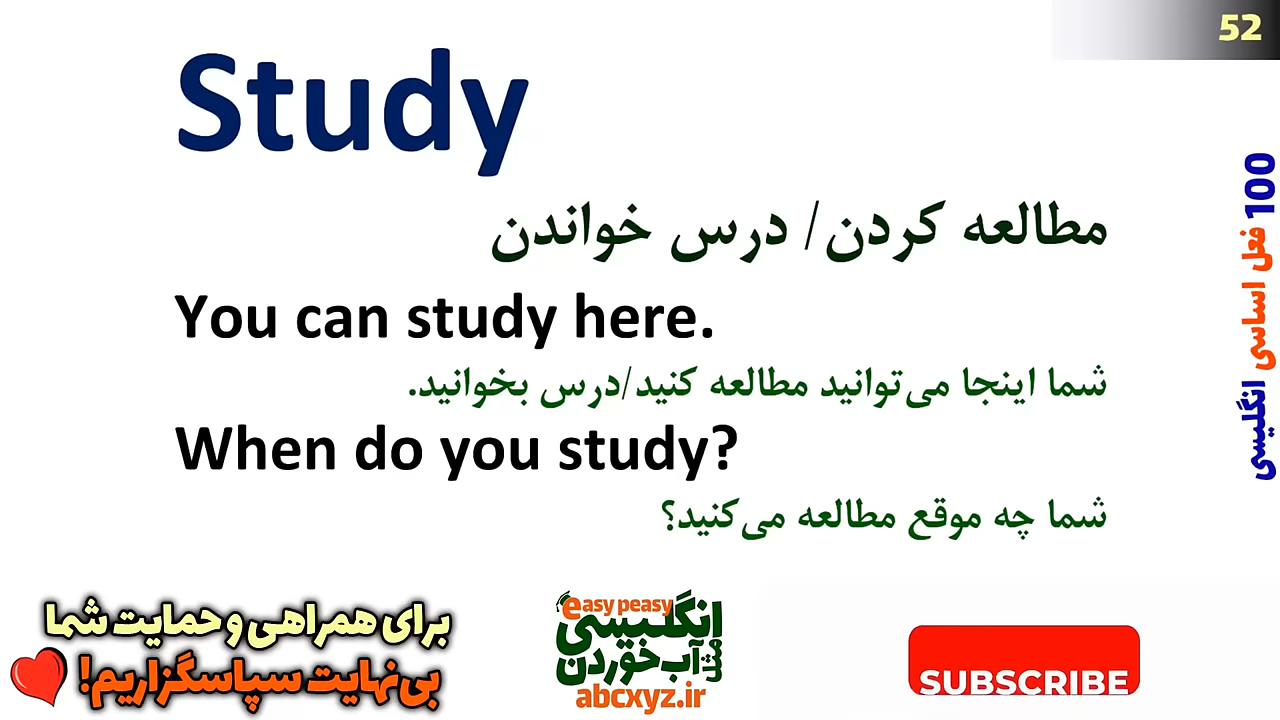 52
Study
مطالعه کردن/ درس خواندن
You can study here.
شما اینجا می‌توانید مطالعه کنید/درس بخوانید.
When do you study?
شما چه موقع مطالعه می‌کنید؟
100 فعل اساسی انگلیسی
برای همراهی و حمایت شما
بی‌نهایت سپاسگزاریم!
easy peasy
انگلیسی
مثل
آب خوردن
abcxyz.ir
SUBSCRIBE